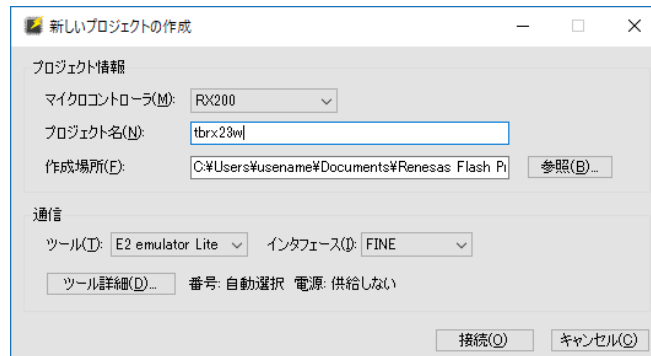 新しいプロジェクトの作成
プロジェクト情報
マイクロコントローラ(M): RX200
プロジェクト名(N): tbrx23w
作成場所(F): C:¥Users¥usename¥Documents¥Renesas Flash Pr 参照(B)...
通信
ツール(T): E2 emulator Lite インタフェース(I): FINE
ツール詳細(D)... 番号: 自動選択 電源: 供給しない
接続(O) キャンセル(C)